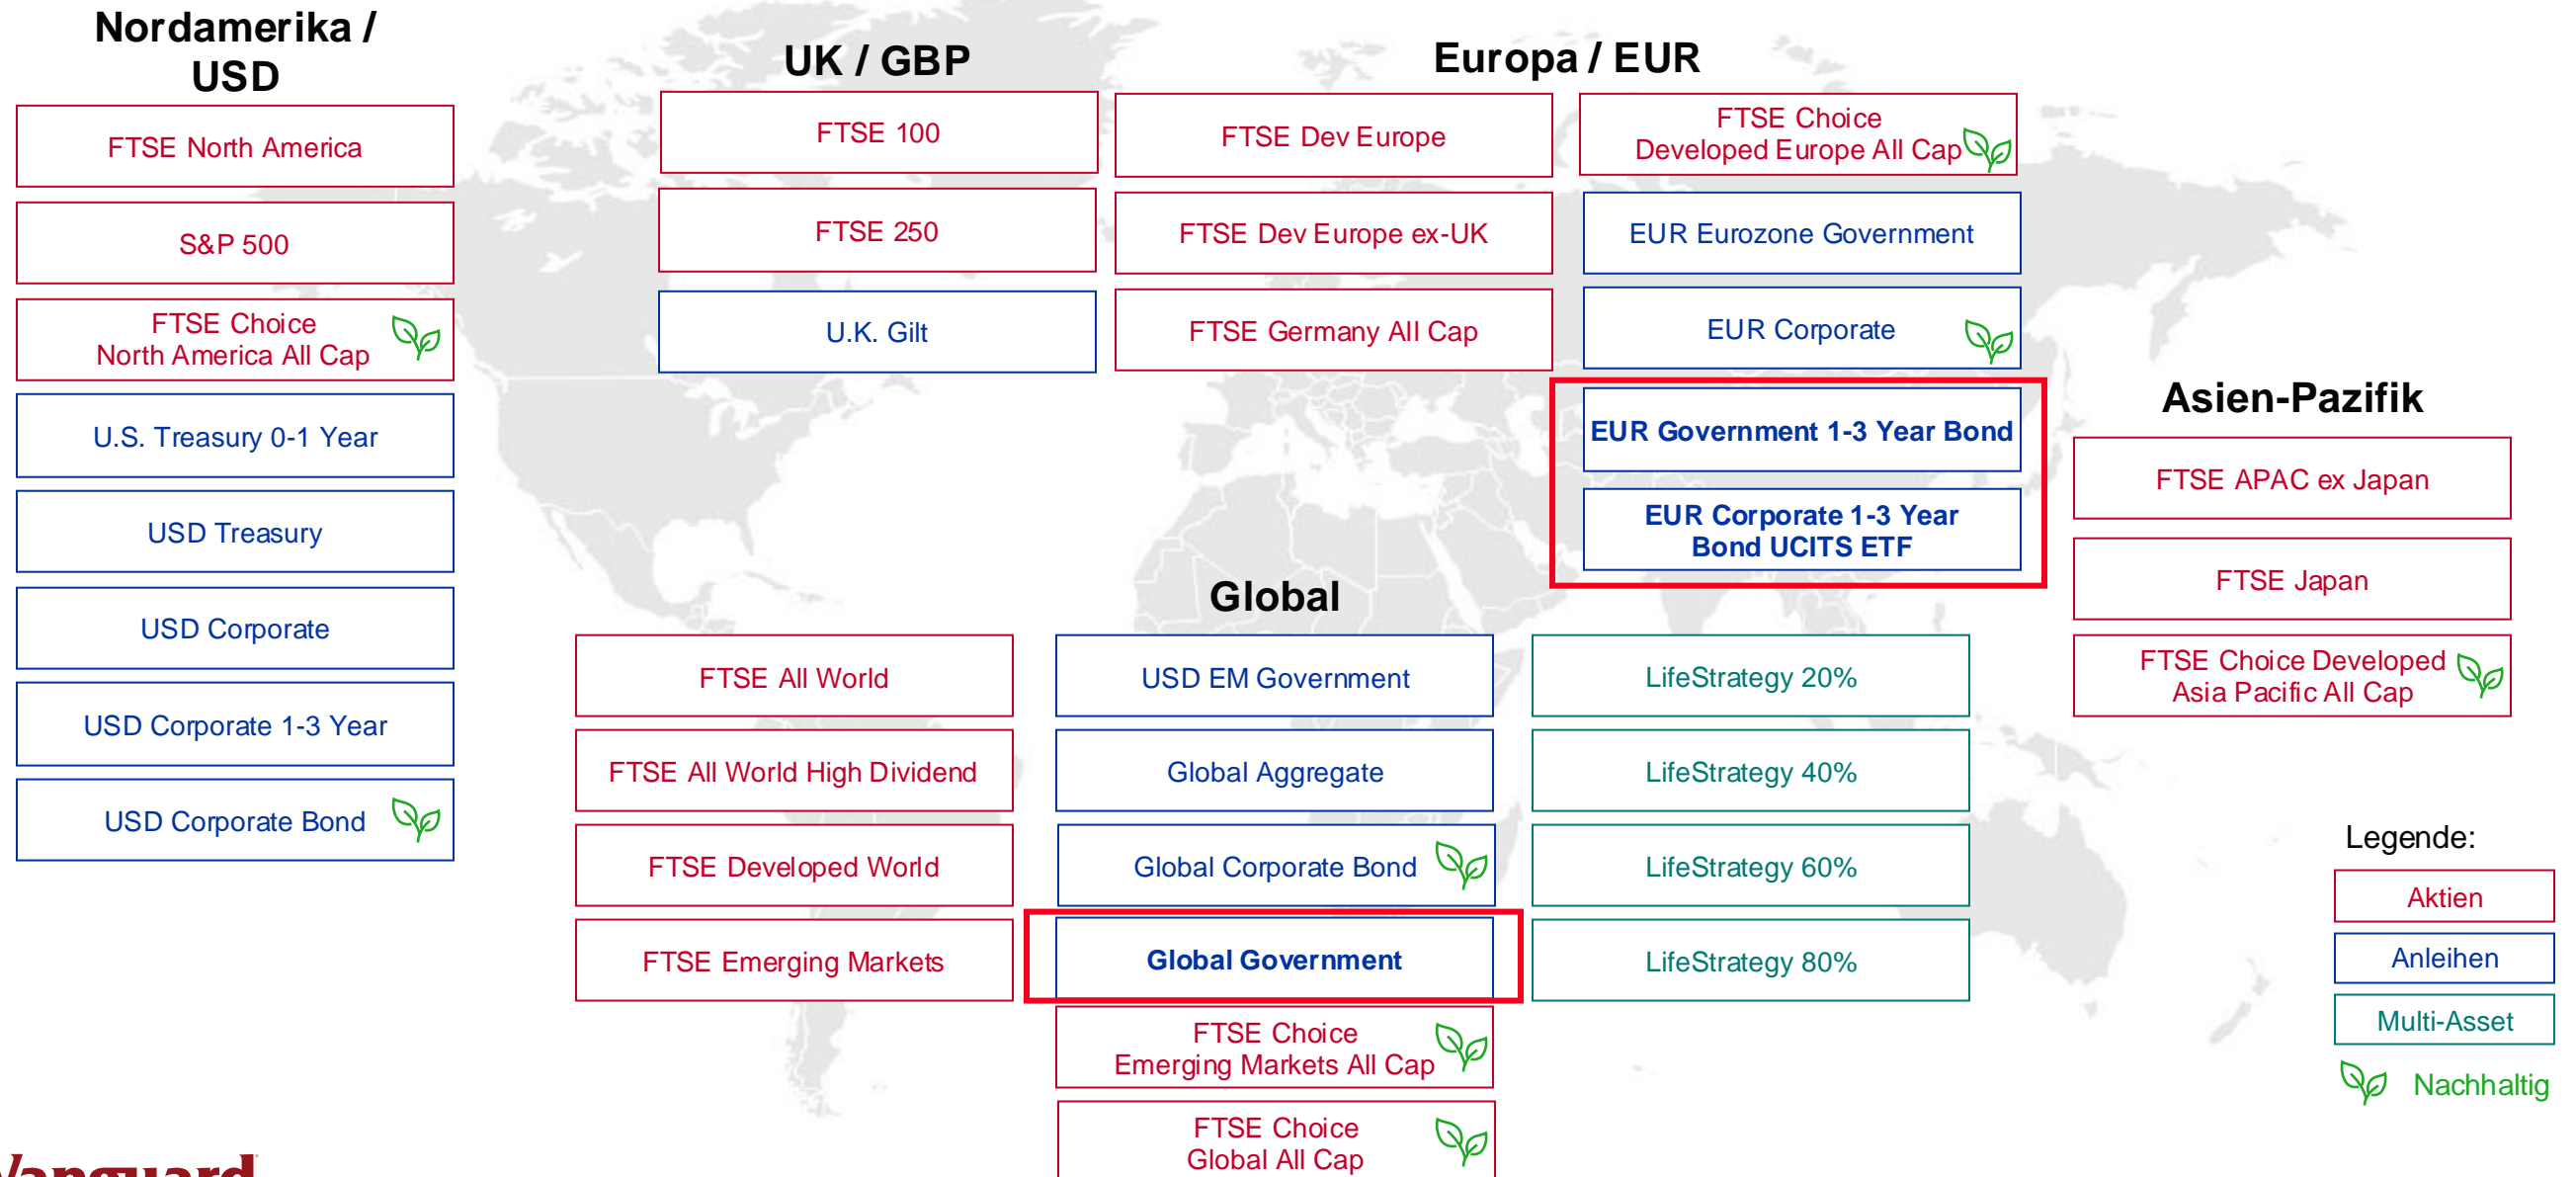 Nordamerika /
USD
FTSE North America
S&P 500
FTSE Choice
North America All Cap
U.S. Treasury 0-1 Year
USD Treasury
USD Corporate
USD Corporate 1-3 Year
USD Corporate Bond
UK / GBP
FTSE 100
FTSE 250
U.K. Gilt
Europa / EUR
FTSE Dev Europe
FTSE Dev Europe ex-UK
FTSE Germany All Cap
FTSE Choice
Developed Europe All Cap
EUR Eurozone Government
EUR Corporate
EUR Government 1-3 Year Bond
EUR Corporate 1-3 Year
Bond UCITS ETF
Asien-Pazifik
FTSE APAC ex Japan
FTSE Japan
FTSE Choice Developed
Asia Pacific All Cap
Global
FTSE All World
FTSE All World High Dividend
FTSE Developed World
FTSE Emerging Markets
USD EM Government
Global Aggregate
Global Corporate Bond
Global Government
FTSE Choice
Emerging Markets All Cap
FTSE Choice
Global All Cap
LifeStrategy 20%
LifeStrategy 40%
LifeStrategy 60%
LifeStrategy 80%
Legende:
Aktien
Anleihen
Multi-Asset
Nachhaltig
Vanguard